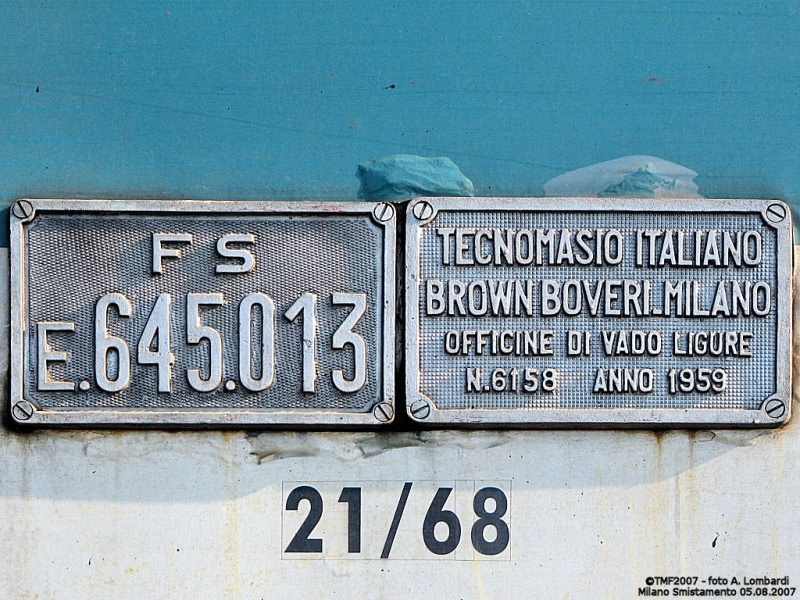 FS
E.645.013
TECNOMASIO ITALIANO
BROWN BOVERI.MILANO
OFFICINE DI VADO LIGURE
N.6158 ANNO 1959
21/68
©TMF2007 - foto A. Lombardi
Milano Smistamento 05.08.2007